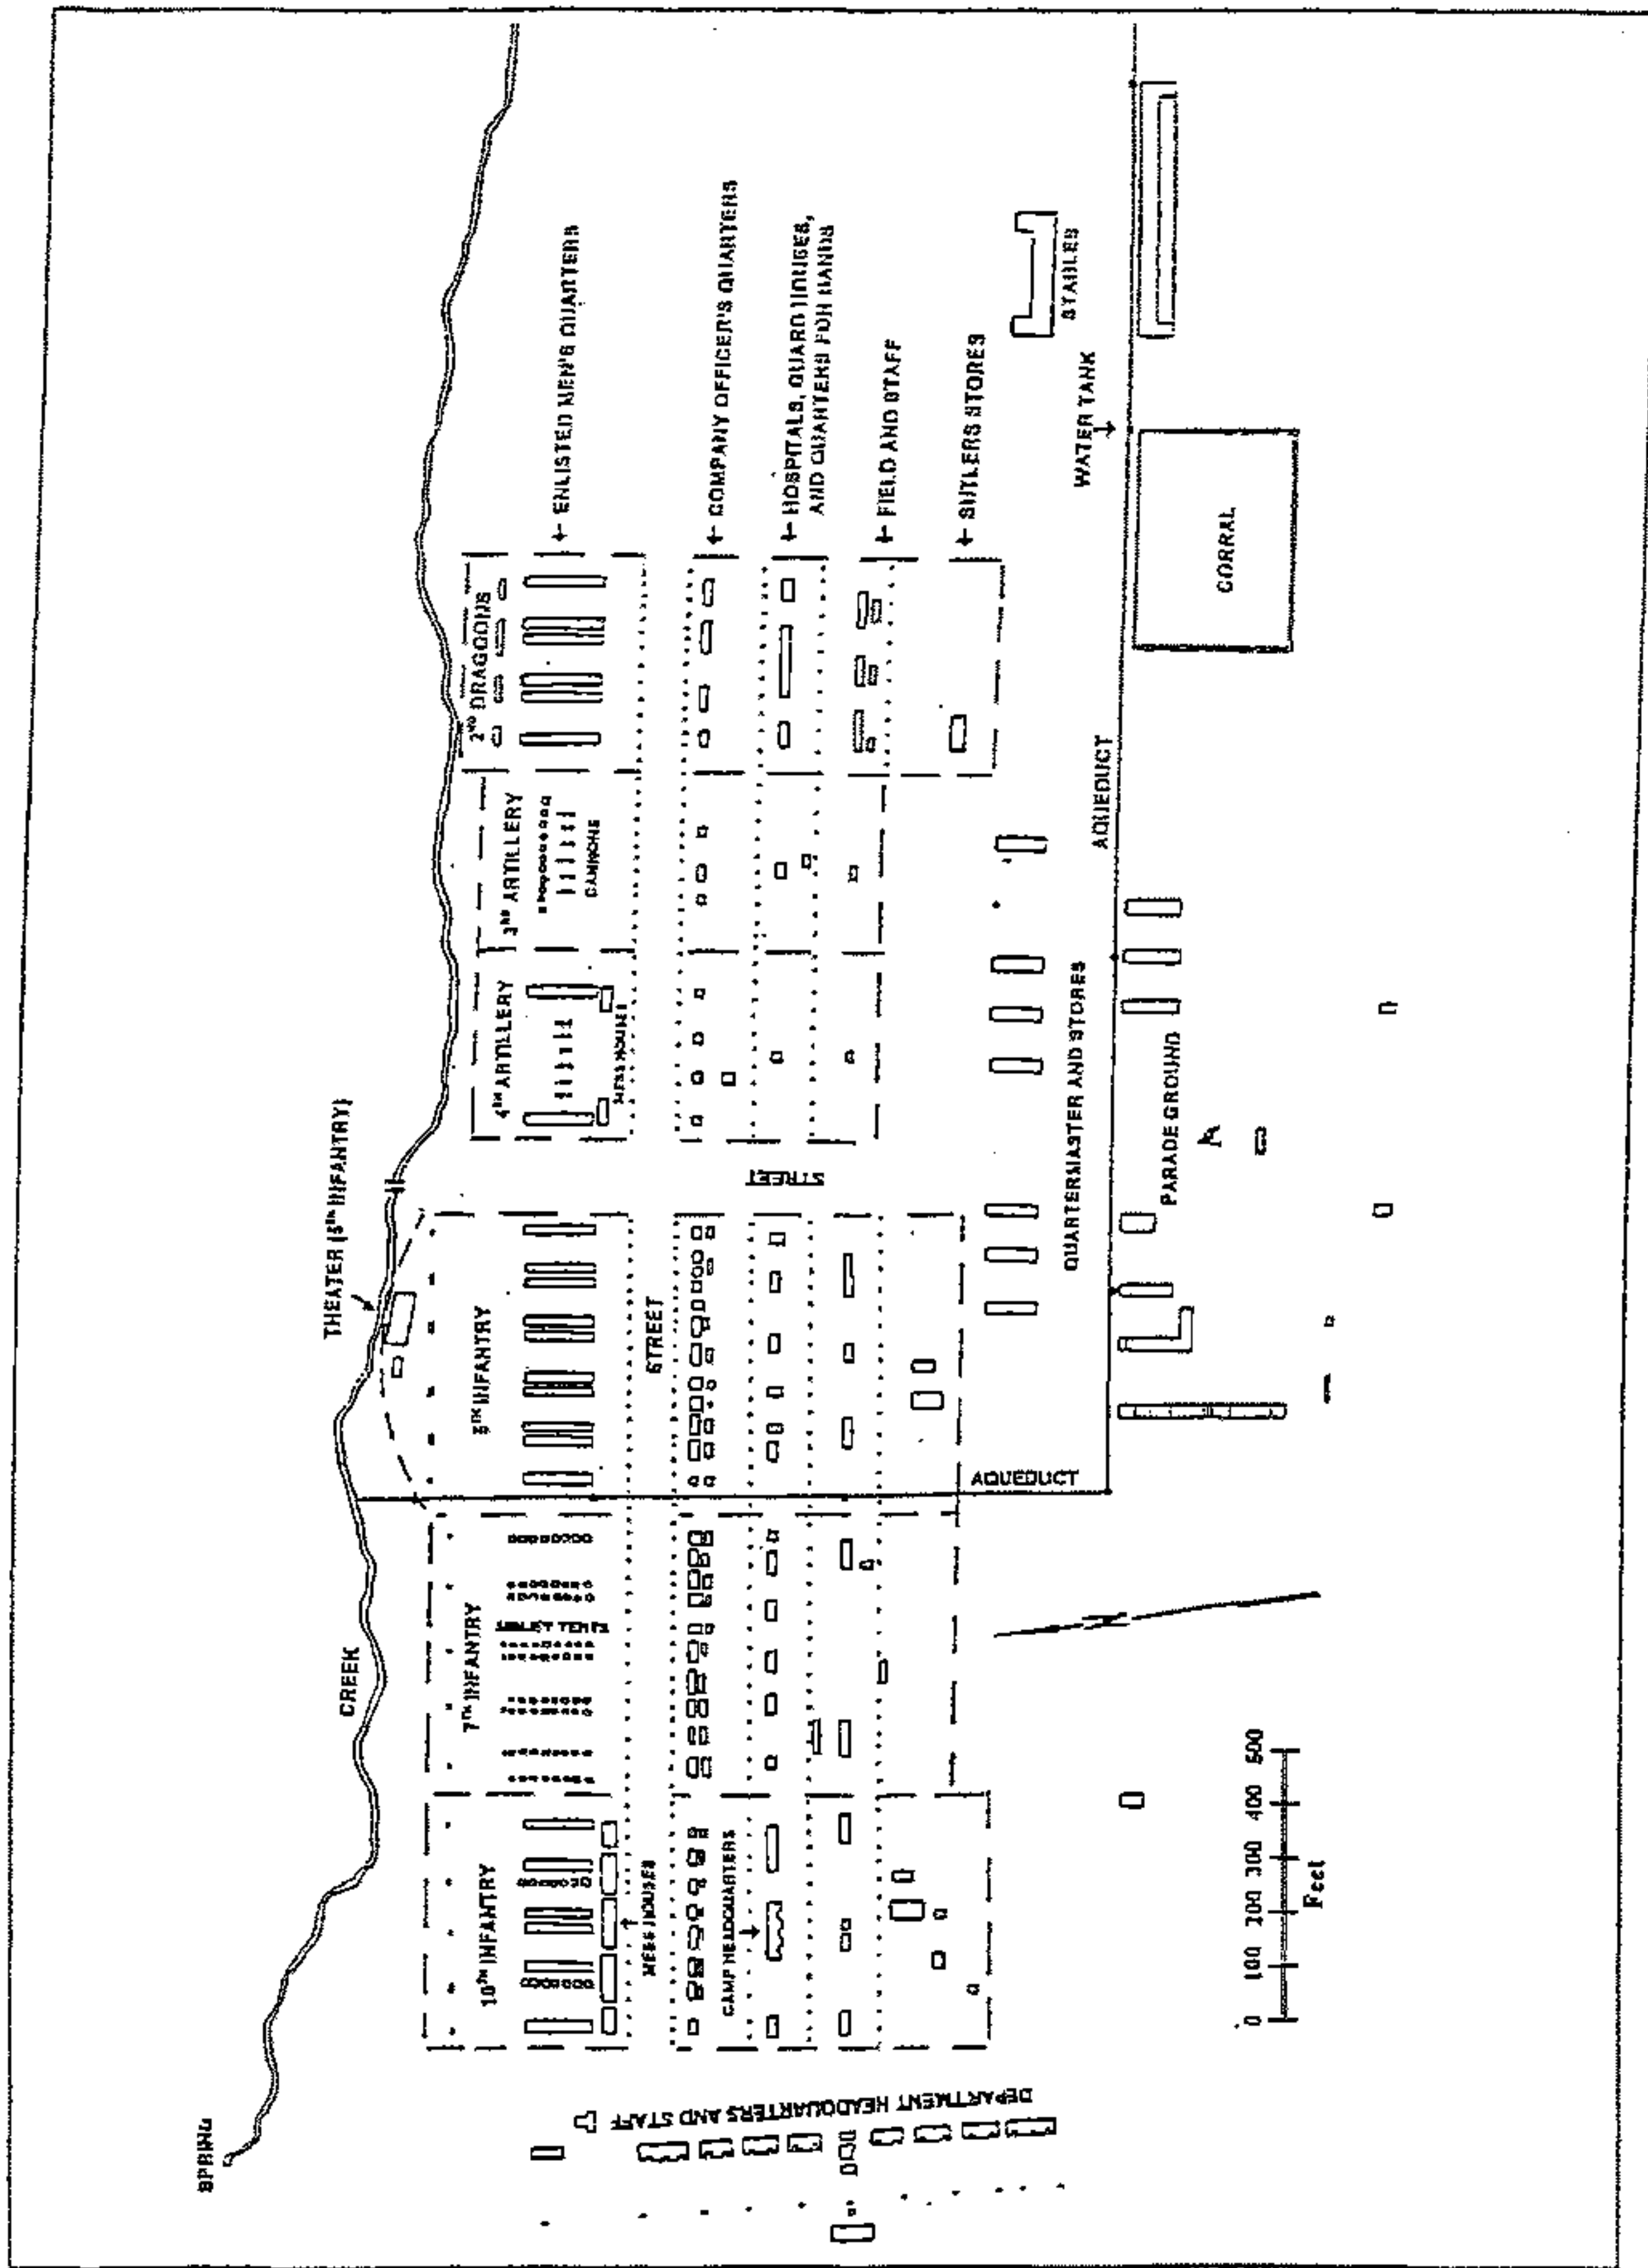 SPRING
CREEK
THEATER (5TH INFANTRY)
10TH INFANTRY
7TH INFANTRY
5TH INFANTRY
4TH ARTILLERY
3RD ARTILLERY
2ND DRAGOONS
TENTS
CANNONS
MESS HOUSES
MESS HOUSES
← ENLISTED MEN'S QUARTERS
STREET
← COMPANY OFFICER'S QUARTERS
CAMP HEADQUARTERS
STREET
← HOSPITALS, GUARD HOUSES,
AND QUARTERS FOR BANDS
← FIELD AND STAFF
← SUTLERS STORES
DEPARTMENT HEADQUARTERS AND STAFF
AQUEDUCT
QUARTERMASTER AND STORES
AQUEDUCT
WATER TANK
STABLES
PARADE GROUND
CORRAL
0 100 200 300 400 500
Feet